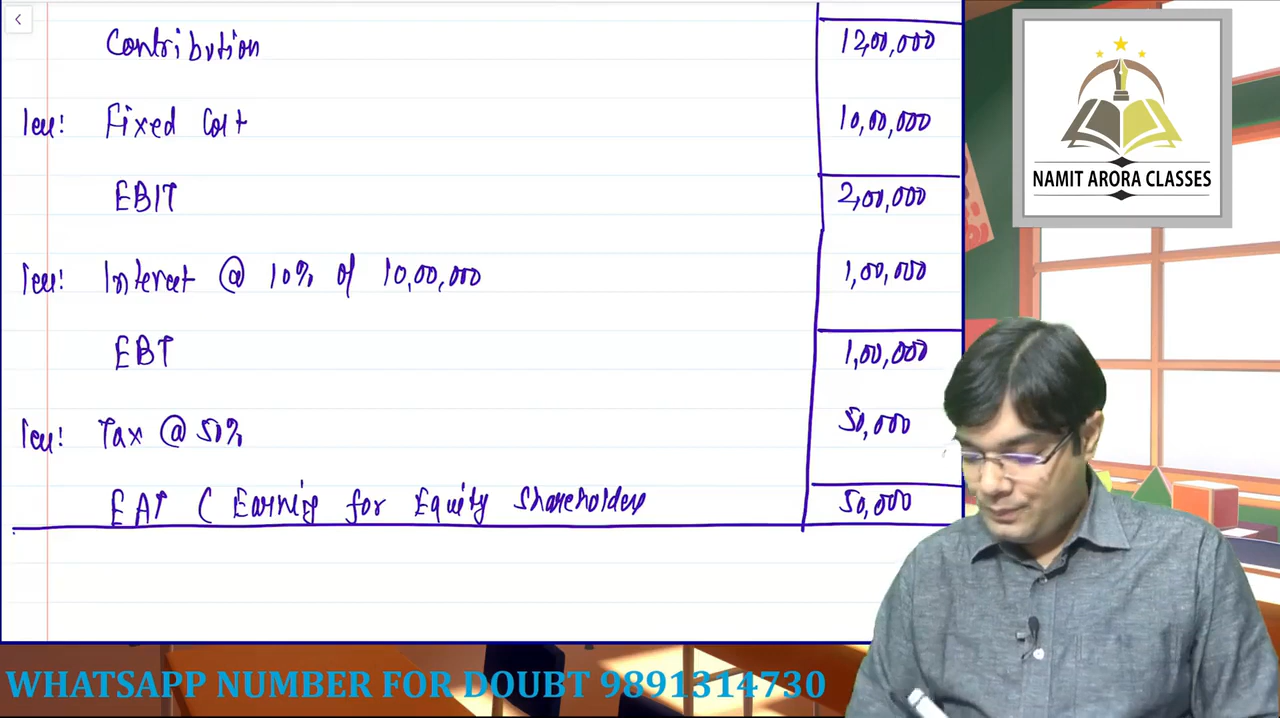 Contribution 12,00,000
less: Fixed Cost 10,00,000
EBIT 2,00,000
less: Interest @ 10% of 10,00,000 1,00,000
EBT 1,00,000
less: Tax @ 50% 50,000
EAT ( Earning for Equity Shareholders 50,000
NAMIT ARORA CLASSES
WHATSAPP NUMBER FOR DOUBT 9891314730